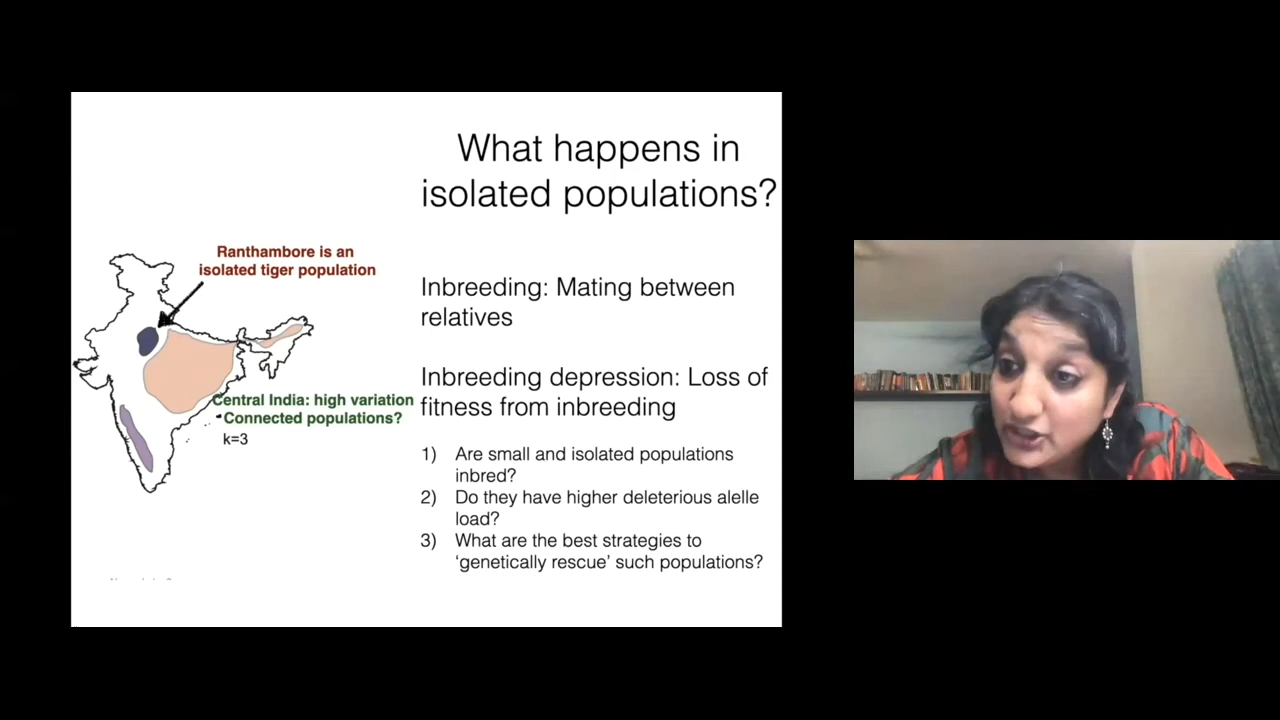 What happens in
isolated populations?
Ranthambore is an
isolated tiger population
Inbreeding: Mating between
relatives
Inbreeding depression: Loss of
fitness from inbreeding
Central India: high variation
Connected populations?
k=3
1) Are small and isolated populations
inbred?
2) Do they have higher deleterious alelle
load?
3) What are the best strategies to
‘genetically rescue’ such populations?